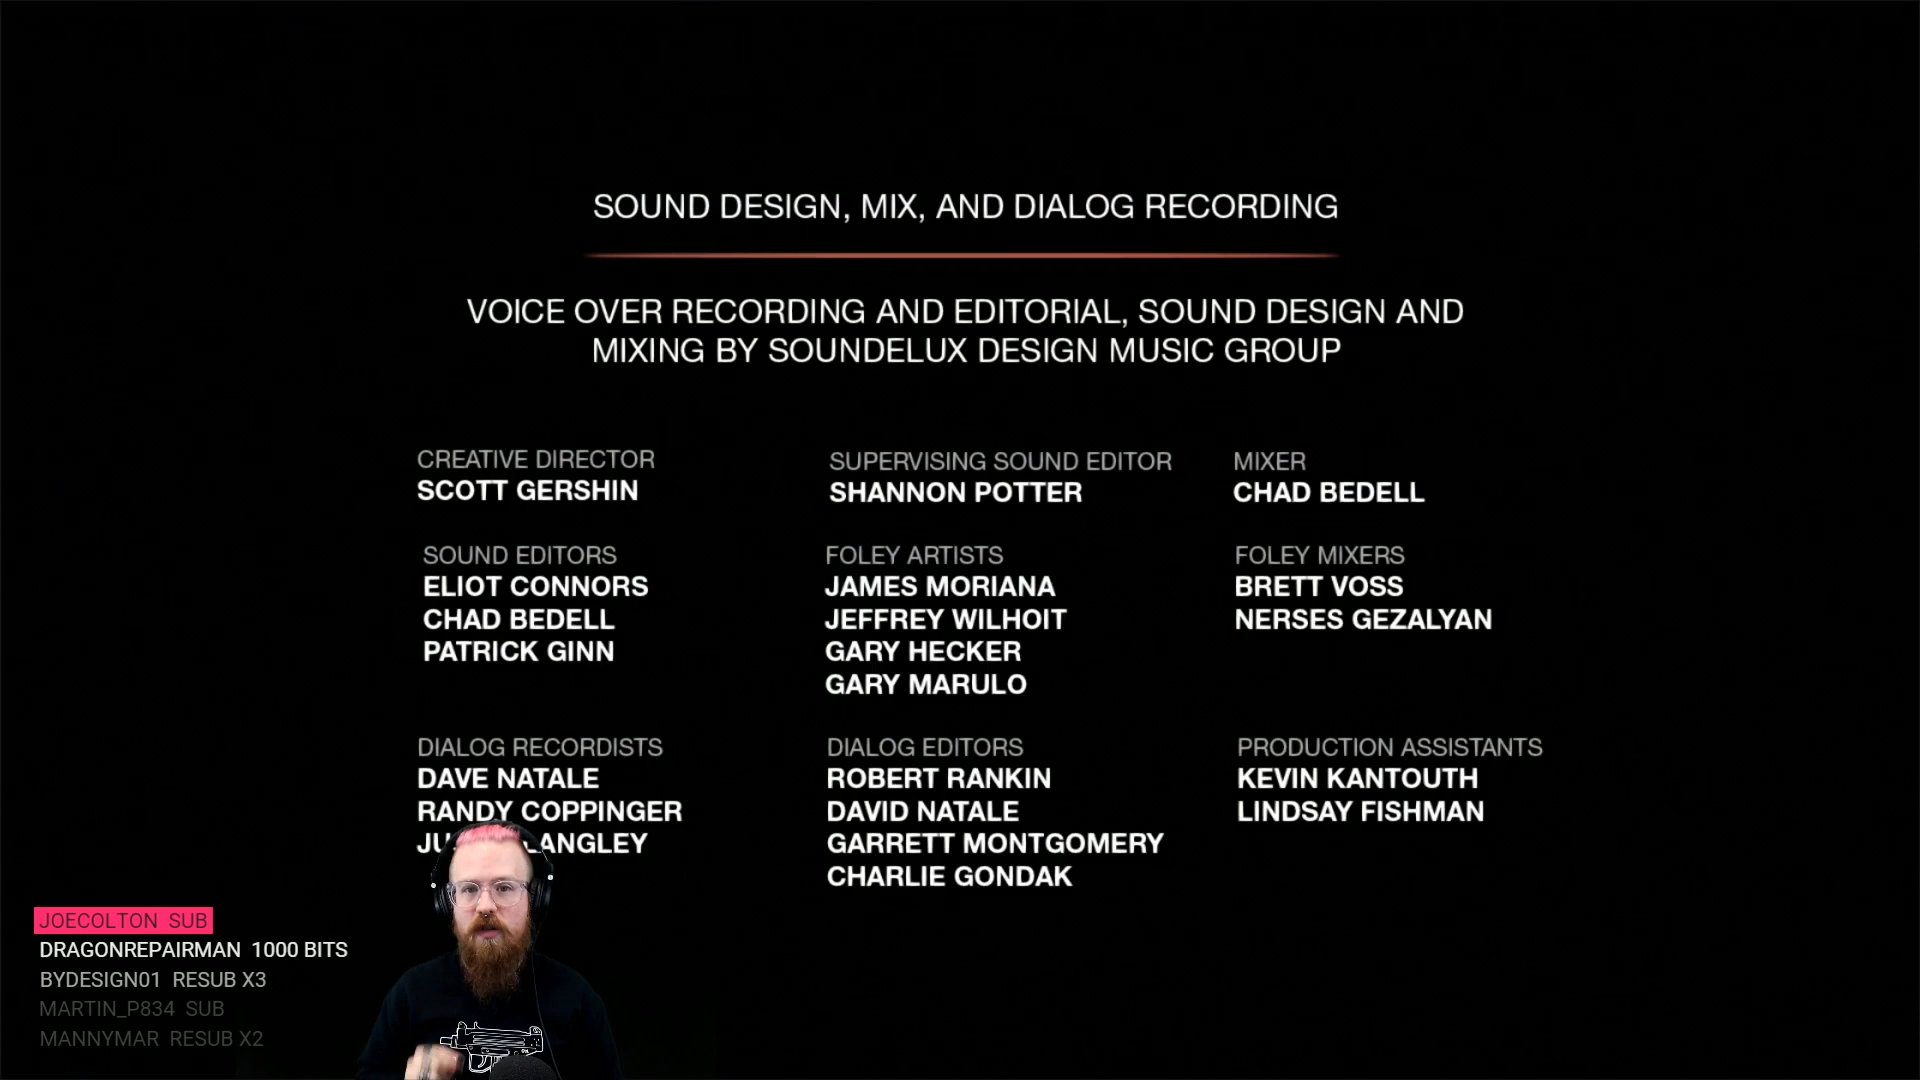 SOUND DESIGN, MIX, AND DIALOG RECORDING
VOICE OVER RECORDING AND EDITORIAL, SOUND DESIGN AND
MIXING BY SOUNDELUX DESIGN MUSIC GROUP
CREATIVE DIRECTOR
SCOTT GERSHIN
SUPERVISING SOUND EDITOR
SHANNON POTTER
MIXER
CHAD BEDELL
SOUND EDITORS
ELIOT CONNORS
CHAD BEDELL
PATRICK GINN
FOLEY ARTISTS
JAMES MORIANA
JEFFREY WILHOIT
GARY HECKER
GARY MARULO
FOLEY MIXERS
BRETT VOSS
NERSES GEZALYAN
DIALOG RECORDISTS
DAVE NATALE
RANDY COPPINGER
LANGLEY
DIALOG EDITORS
ROBERT RANKIN
DAVID NATALE
GARRETT MONTGOMERY
CHARLIE GONDAK
PRODUCTION ASSISTANTS
KEVIN KANTOUTH
LINDSAY FISHMAN
JOECOLTON SUB
DRAGONREPAIRMAN 1000 BITS
BYDESIGN01 RESUB X3
MARTIN_P834 SUB
MANNYMAR RESUB X2